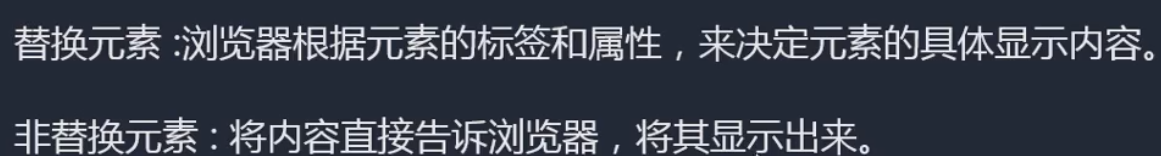 替换元素 :浏览器根据元素的标签和属性，来决定元素的具体显示内容。
非替换元素 : 将内容直接告诉浏览器，将其显示出来。